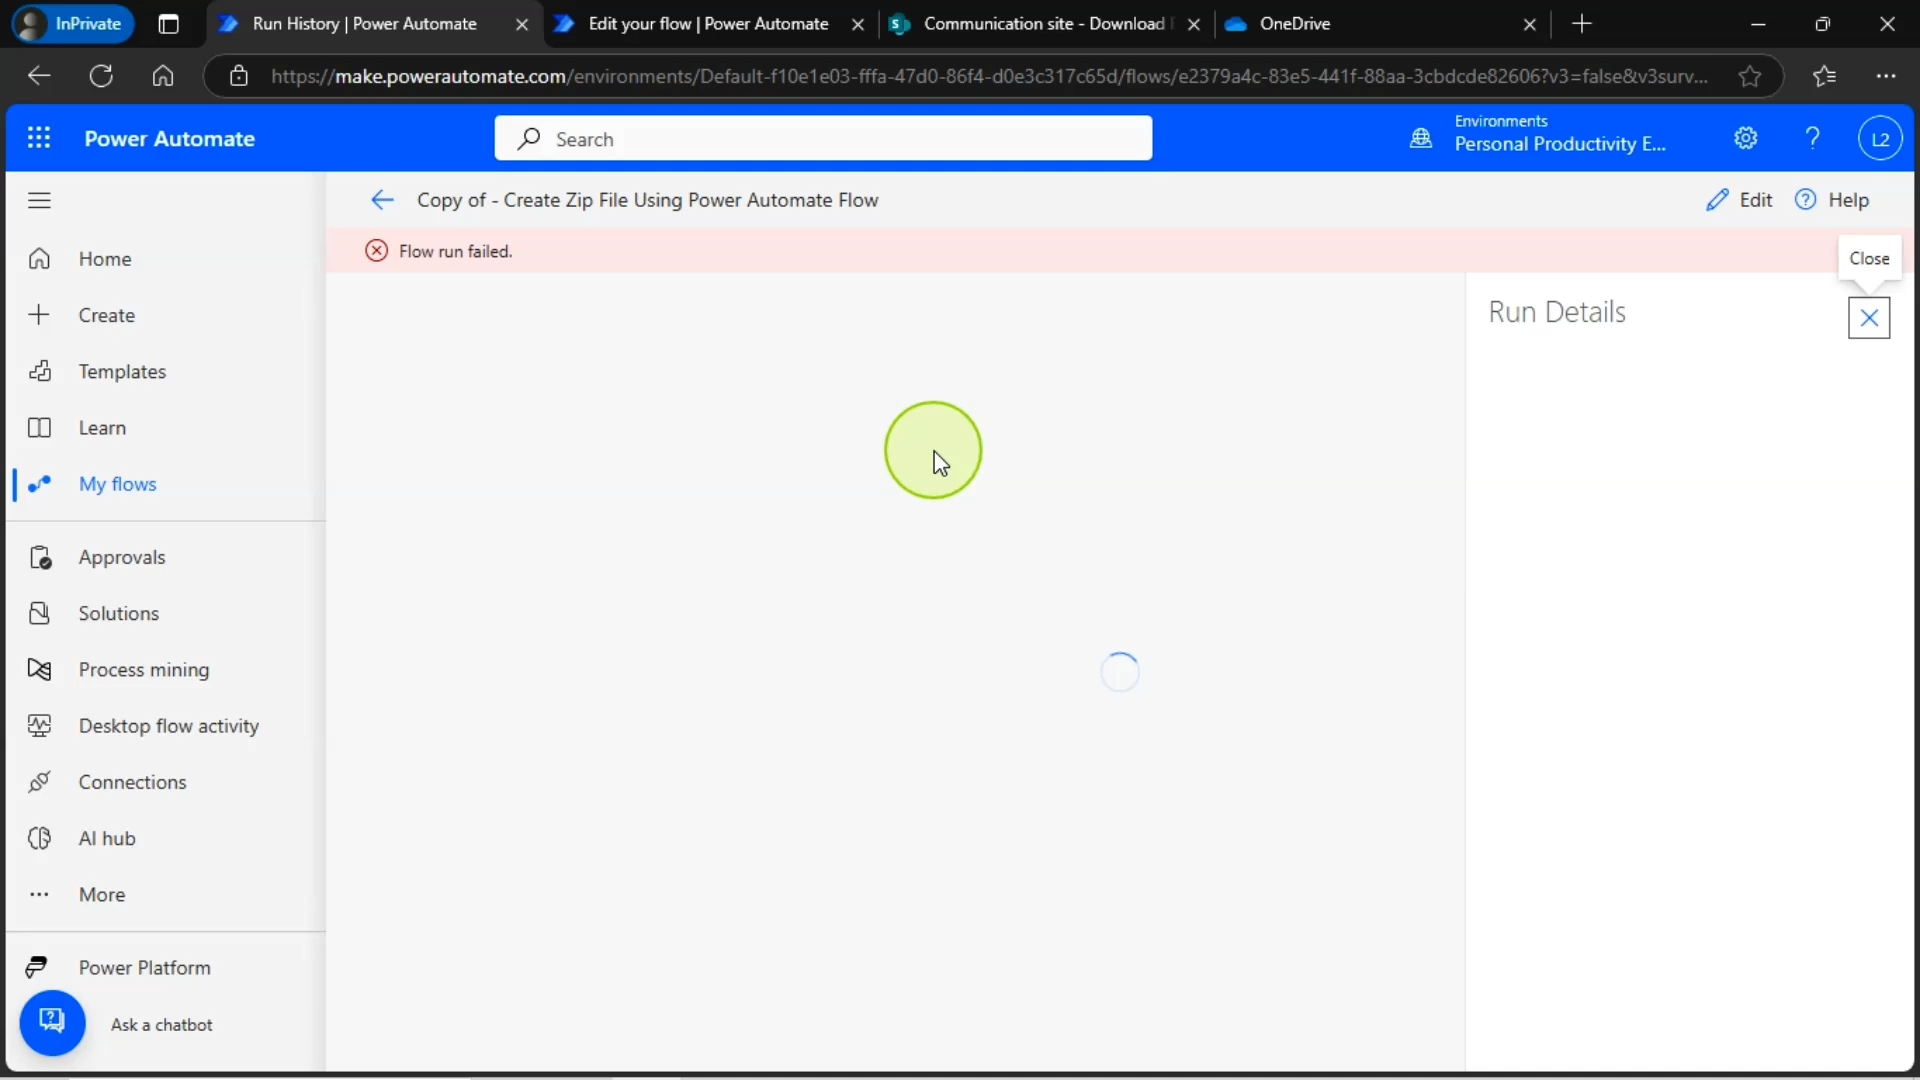 InPrivate
Run History | Power Automate
Edit your flow | Power Automate
Communication site - Download
OneDrive
https://make.powerautomate.com/environments/Default-f10e1e03-fffa-47d0-86f4-d0e3c317c65d/flows/e2379a4c-83e5-441f-88aa-3cbdcde82606?v3=false&v3surv...
Power Automate
Search
Environments
Personal Productivity E...
L2
Copy of - Create Zip File Using Power Automate Flow
Edit
Help
Flow run failed.
Close
Run Details
Home
Create
Templates
Learn
My flows
Approvals
Solutions
Process mining
Desktop flow activity
Connections
AI hub
More
Power Platform
Ask a chatbot